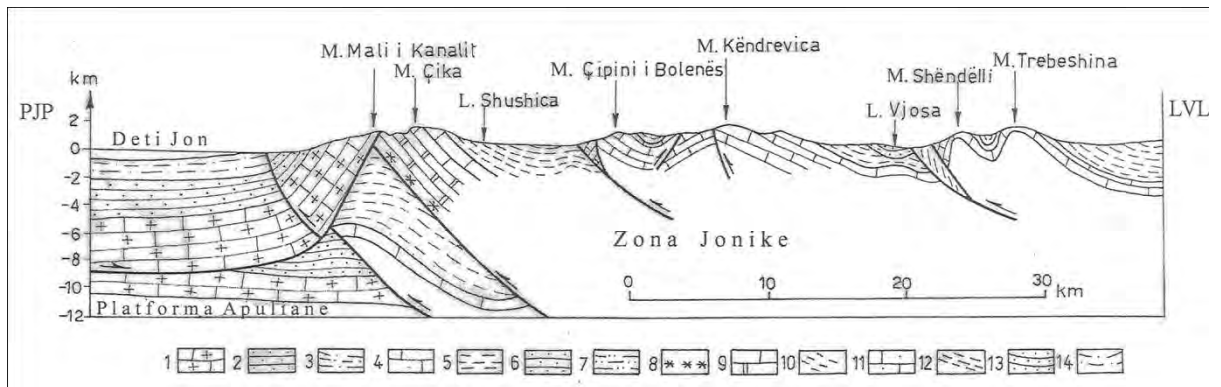 M. Mali i Kanalit
M. Çika
L. Shushica
M. Çipini i Bolenës
M. Këndrevica
L. Vjosa
M. Shëndëlli
M. Trebeshina
PJP
km
LVL
Deti Jon
2
0
-2
-4
-6
-8
-10
-12
Zona Jonike
0 10 20 30
km
Platforma Apuliane
1 2 3 4 5 6 7 8 9 10 11 12 13 14